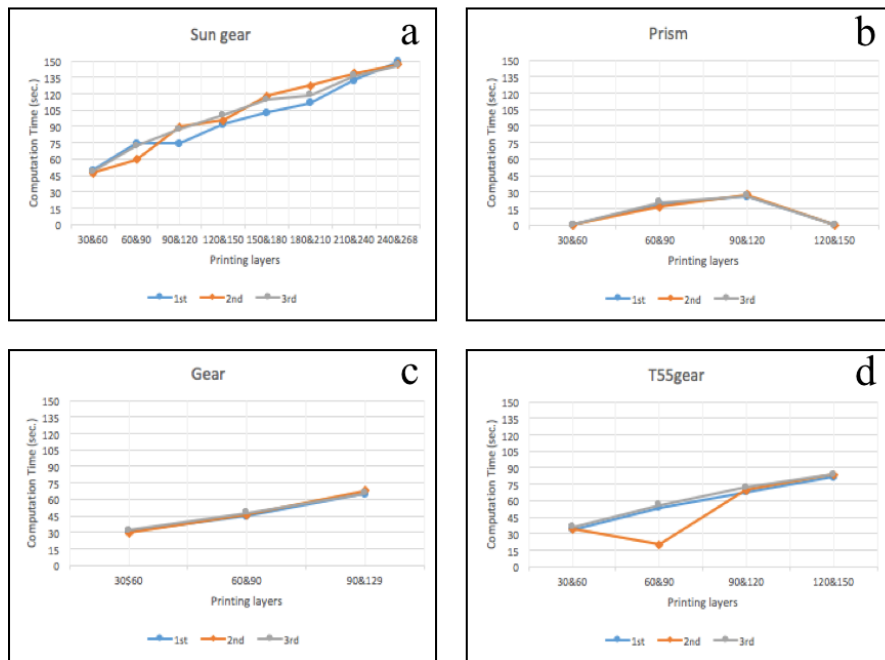 Sun gear
a
Computation Time (sec.)
150
135
120
105
90
75
60
45
30
15
0
30&60 60&90 90&120 120&150 150&180 180&210 210&240 240&268
Printing layers
1st 2nd 3rd
Prism
b
Computation Time (sec.)
150
135
120
105
90
75
60
45
30
15
0
30&60 60&90 90&120 120&150
Printing layers
1st 2nd 3rd
Gear
c
Computation Time (sec.)
150
135
120
105
90
75
60
45
30
15
0
30$60 60&90 90&129
Printing layers
1st 2nd 3rd
T55gear
d
Computation Time (sec.)
150
135
120
105
90
75
60
45
30
15
0
30&60 60&90 90&120 120&150
Printing layers
1st 2nd 3rd